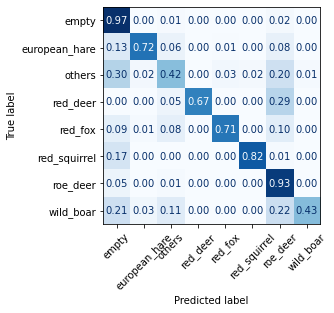 empty 0.97 0.00 0.01 0.00 0.00 0.00 0.02 0.00
european_hare 0.13 0.72 0.06 0.00 0.01 0.00 0.08 0.00
others 0.30 0.02 0.42 0.00 0.03 0.02 0.20 0.01
red_deer 0.00 0.00 0.05 0.67 0.00 0.00 0.29 0.00
red_fox 0.09 0.01 0.08 0.00 0.71 0.00 0.10 0.00
red_squirrel 0.17 0.00 0.00 0.00 0.00 0.82 0.01 0.00
roe_deer 0.05 0.00 0.01 0.00 0.00 0.00 0.93 0.00
wild_boar 0.21 0.03 0.11 0.00 0.00 0.00 0.22 0.43
True label
empty
european_hare
others
red_deer
red_fox
red_squirrel
roe_deer
wild_boar
Predicted label